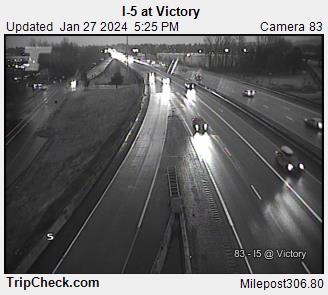 I-5 at Victory
Updated  Jan 27 2024  5:25 PM
Camera 83
S
83 - I5 @ Victory
TripCheck.com
Milepost306.80